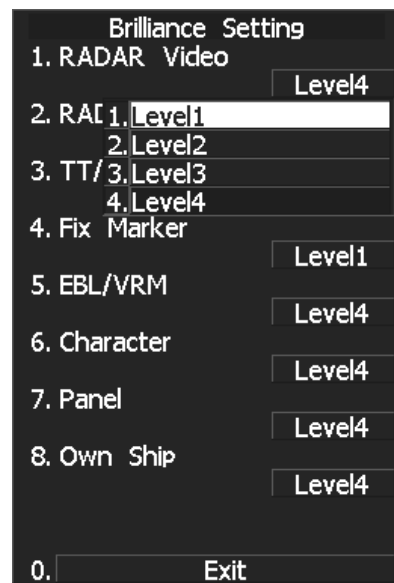 Brilliance Setting
1. RADAR Video
Level4
2. RA
1. Level1
2. Level2
3. TT/
3. Level3
4. Level4
4. Fix Marker
Level1
5. EBL/VRM
Level4
6. Character
Level4
7. Panel
Level4
8. Own Ship
Level4
0. Exit